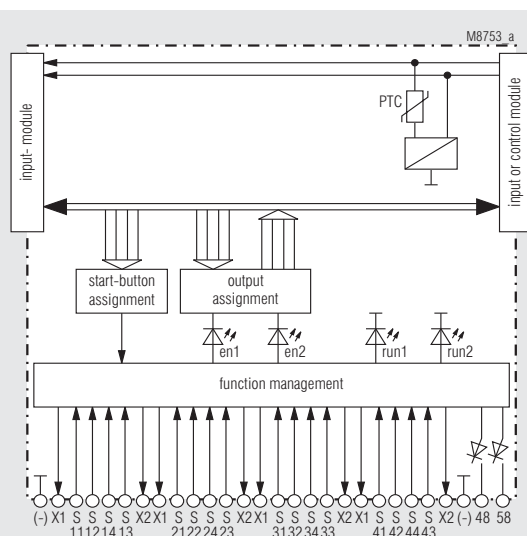 M8753_a
input- module
input or control module
PTC
start-button
assignment
output
assignment
en1
en2
run1
run2
function management
(-) X1 S S S S X2 X1 S S S S X2 X1 S S S S X2 X1 S S S S X2 (-) 48 58
11 12 14 13 21 22 24 23 31 32 34 33 41 42 44 43